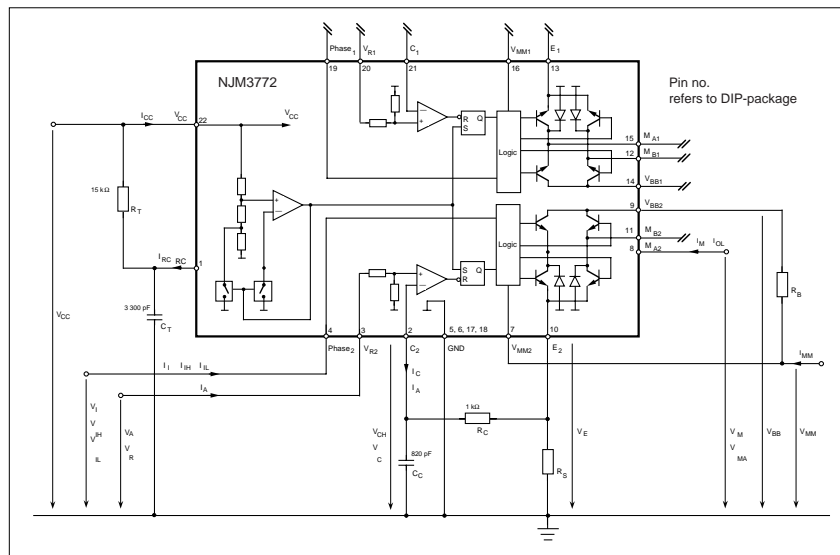 Phase1 VR1 C1 VMM1 E1
19 20 21 16 13
NJM3772
Pin no.
refers to DIP-package
ICC VCC 22 VCC
R
S Q
Logic
15 MA1
12 MB1
14 VBB1
15 kΩ
RT
9 VBB2
11 MB2
8 MA2 IM IOL
IRC RC 1
S Q
R
Logic
RB
3 300 pF
CT
VCC
4 3 2 5, 6, 17, 18 7 10
Phase2 VR2 C2 GND VMM2 E2
II IIH IIL
IA
IC
IA
IMM
1 kΩ
RC
VI
VIH
VIL
VA
VR
VCH
VC
820 pF
CC
RS
VE
VM
VMA
VBB
VMM